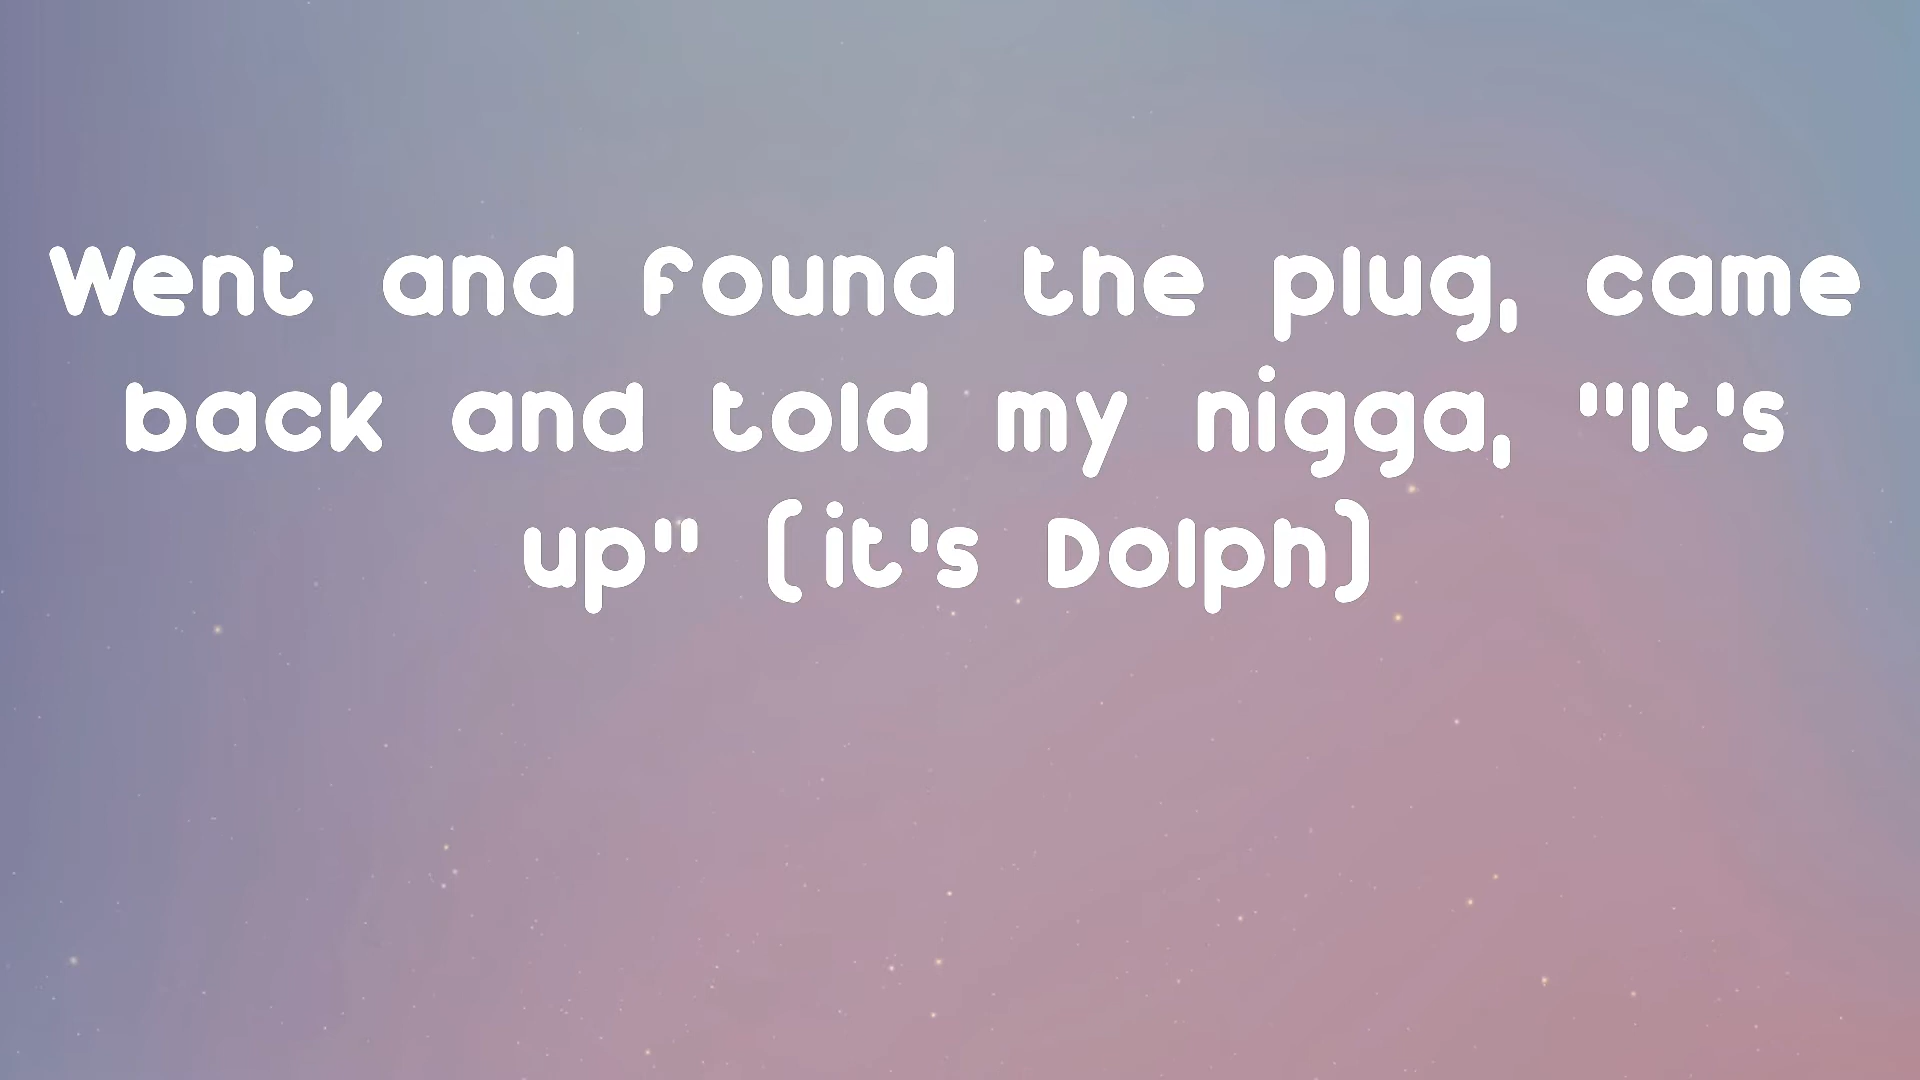 Went and found the plug, came
back and told my nigga, "It's
up" (it's Dolph)